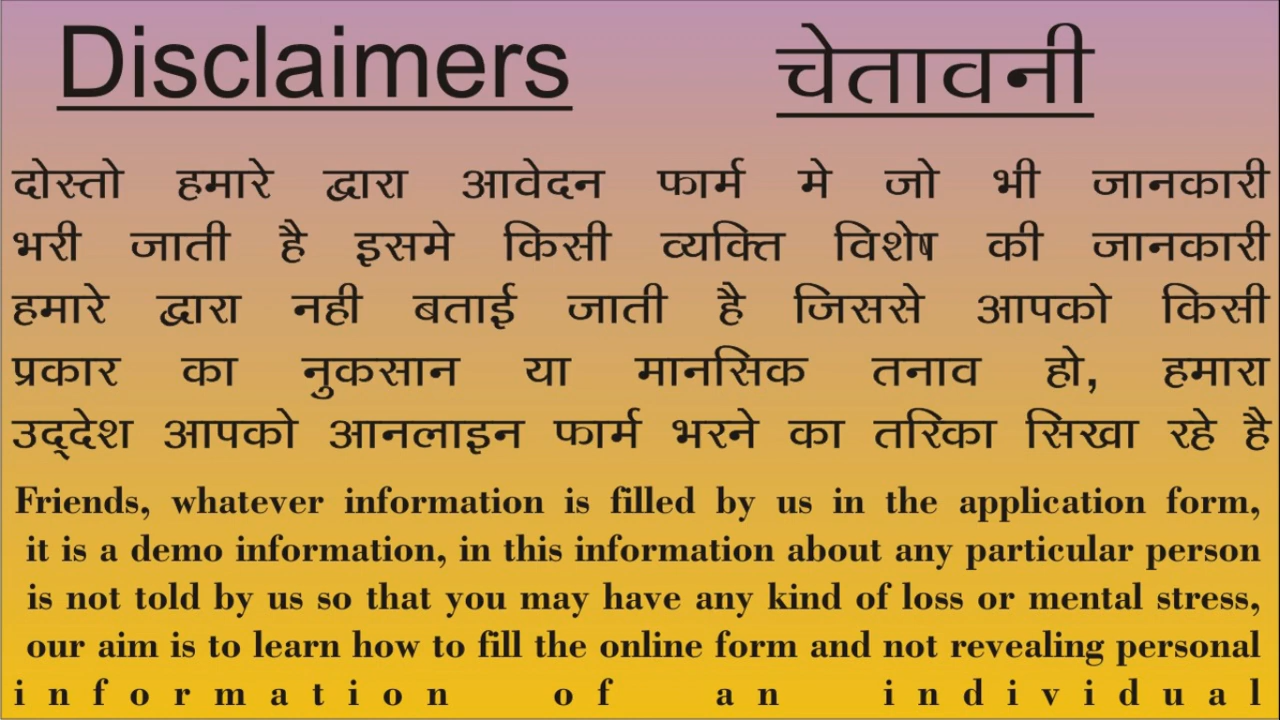 Disclaimers चेतावनी
दोस्तो हमारे द्वारा आवेदन फार्म मे जो भी जानकारी
भरी जाती है इसमे किसी व्यक्ति विशेष की जानकारी
हमारे द्वारा नही बताई जाती है जिससे आपको किसी
प्रकार का नुकसान या मानसिक तनाव हो, हमारा
उद्देश आपको आनलाइन फार्म भरने का तरिका सिखा रहे है
Friends, whatever information is filled by us in the application form,
it is a demo information, in this information about any particular person
is not told by us so that you may have any kind of loss or mental stress,
our aim is to learn how to fill the online form and not revealing personal
information of an individual